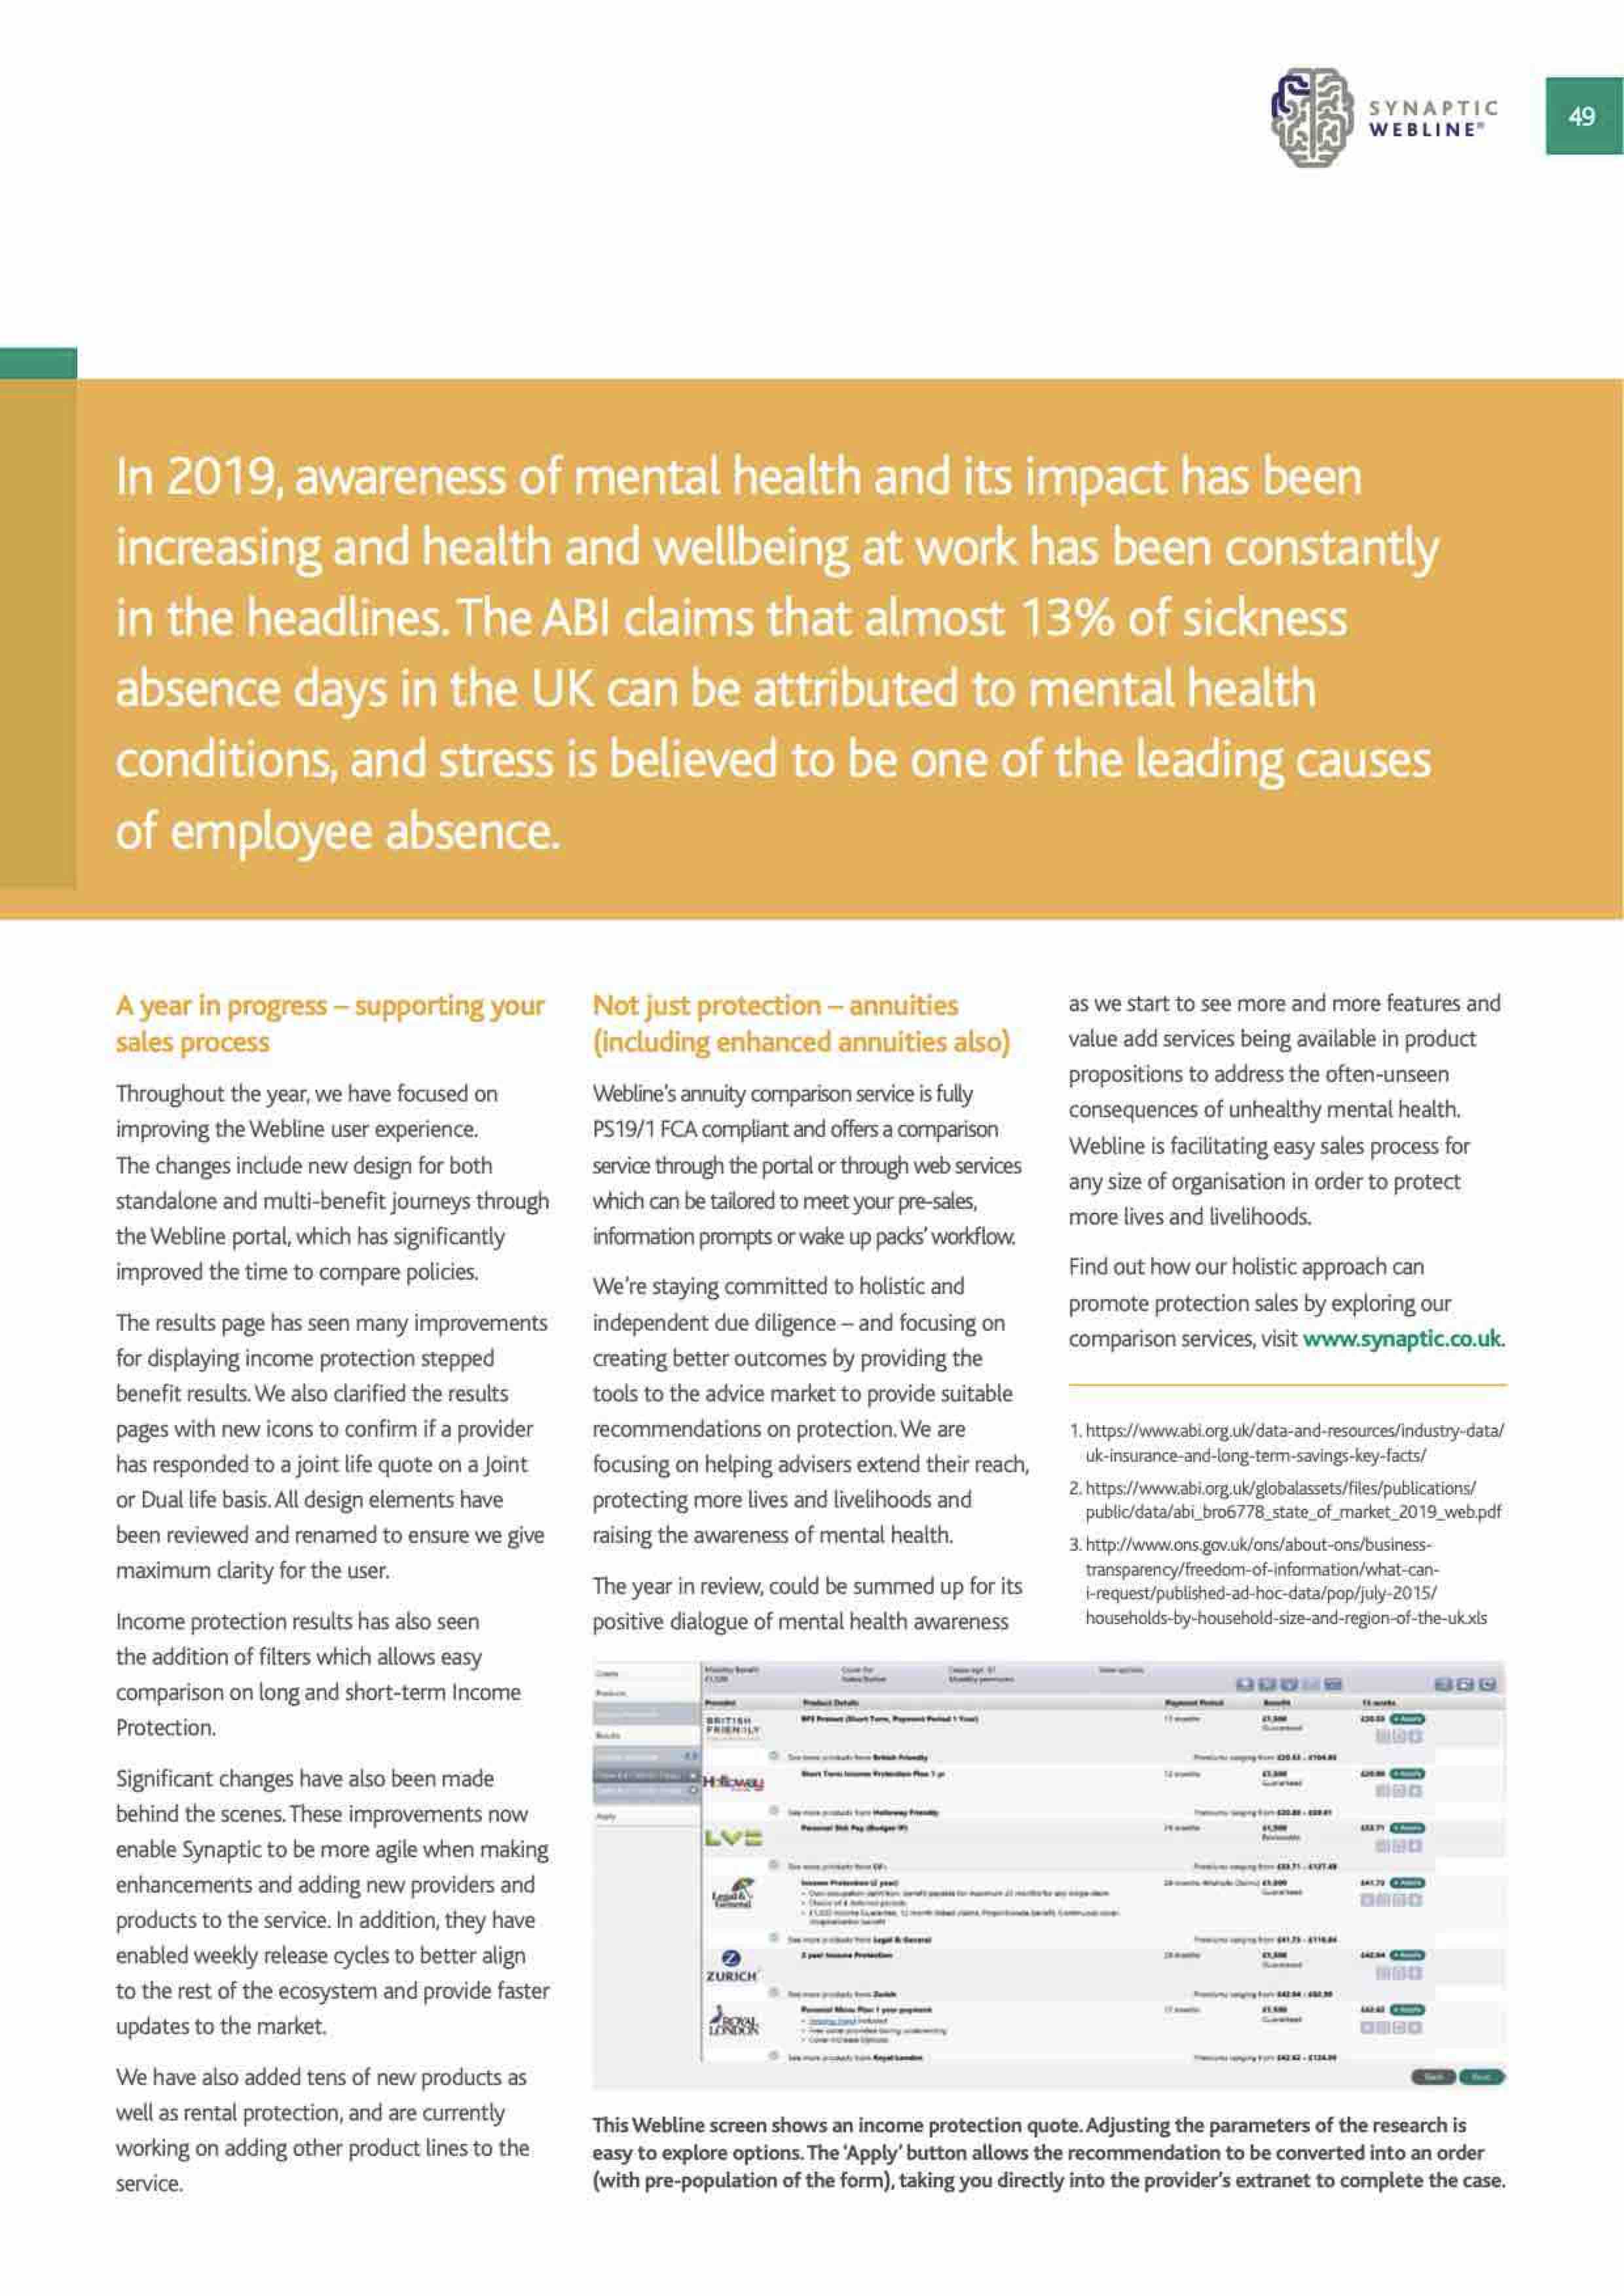 SYNAPTIC
WEBLINE®
49
In 2019, awareness of mental health and its impact has been
increasing and health and wellbeing at work has been constantly
in the headlines. The ABI claims that almost 13% of sickness
absence days in the UK can be attributed to mental health
conditions, and stress is believed to be one of the leading causes
of employee absence.
A year in progress – supporting your
sales process
Throughout the year, we have focused on
improving the Webline user experience.
The changes include new design for both
standalone and multi-benefit journeys through
the Webline portal, which has significantly
improved the time to compare policies.
The results page has seen many improvements
for displaying income protection stepped
benefit results. We also clarified the results
pages with new icons to confirm if a provider
has responded to a joint life quote on a Joint
or Dual life basis. All design elements have
been reviewed and renamed to ensure we give
maximum clarity for the user.
Income protection results has also seen
the addition of filters which allows easy
comparison on long and short-term Income
Protection.
Significant changes have also been made
behind the scenes. These improvements now
enable Synaptic to be more agile when making
enhancements and adding new providers and
products to the service. In addition, they have
enabled weekly release cycles to better align
to the rest of the ecosystem and provide faster
updates to the market.
We have also added tens of new products as
well as rental protection, and are currently
working on adding other product lines to the
service.
Not just protection – annuities
(including enhanced annuities also)
Webline's annuity comparison service is fully
PS19/1 FCA compliant and offers a comparison
service through the portal or through web services
which can be tailored to meet your pre-sales,
information prompts or wake up packs' workflow.
We're staying committed to holistic and
independent due diligence – and focusing on
creating better outcomes by providing the
tools to the advice market to provide suitable
recommendations on protection. We are
focusing on helping advisers extend their reach,
protecting more lives and livelihoods and
raising the awareness of mental health.
The year in review, could be summed up for its
positive dialogue of mental health awareness
as we start to see more and more features and
value add services being available in product
propositions to address the often-unseen
consequences of unhealthy mental health.
Webline is facilitating easy sales process for
any size of organisation in order to protect
more lives and livelihoods.
Find out how our holistic approach can
promote protection sales by exploring our
comparison services, visit www.synaptic.co.uk.
1. https://www.abi.org.uk/data-and-resources/industry-data/
uk-insurance-and-long-term-savings-key-facts/
2. https://www.abi.org.uk/globalassets/files/publications/
public/data/abi_bro6778_state_of_market_2019_web.pdf
3. http://www.ons.gov.uk/ons/about-ons/business-
transparency/freedom-of-information/what-can-
i-request/published-ad-hoc-data/pop/july-2015/
households-by-household-size-and-region-of-the-uk.xls
Provider Product Details Payment Period Benefit
BRITISH
FRIENDLY
Holloway
LV=
Legal &
General
ZURICH
2 year Income Protection
ROYAL
LONDON
This Webline screen shows an income protection quote. Adjusting the parameters of the research is
easy to explore options. The 'Apply' button allows the recommendation to be converted into an order
(with pre-population of the form), taking you directly into the provider's extranet to complete the case.